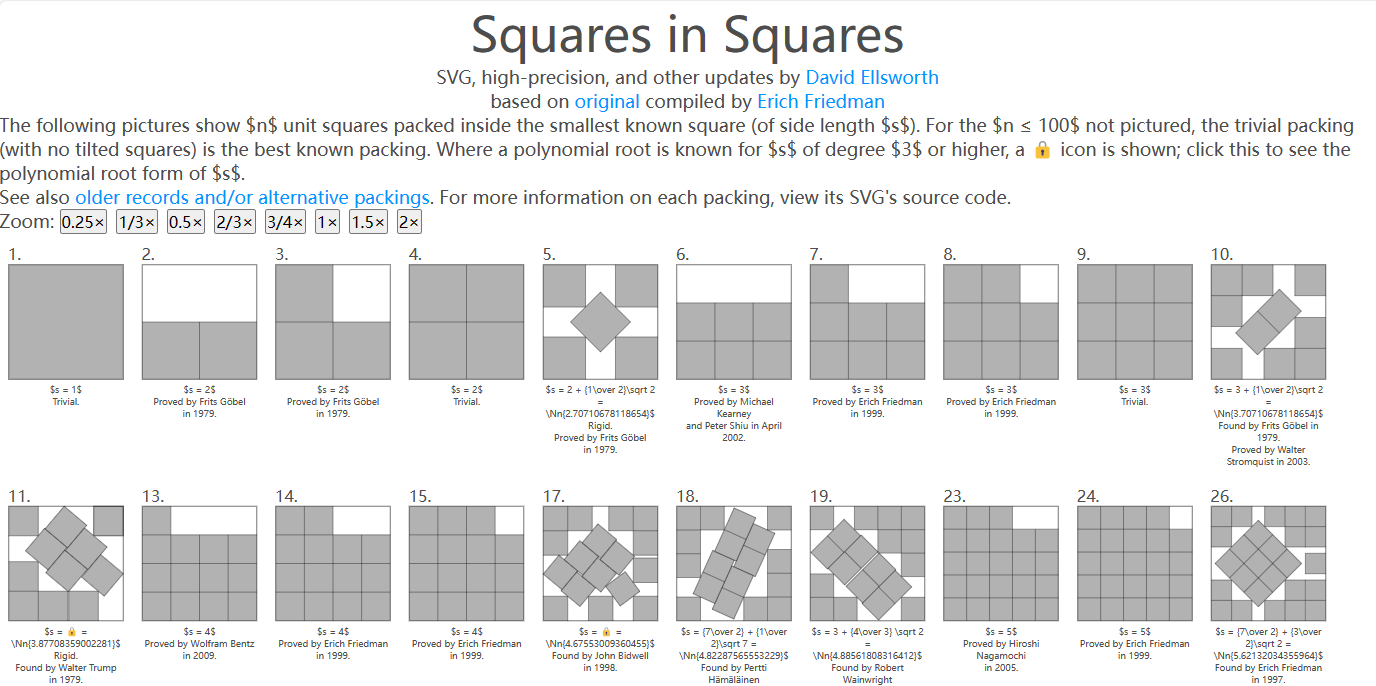 Squares in Squares
SVG, high-precision, and other updates by David Ellsworth
based on original compiled by Erich Friedman
The following pictures show $n$ unit squares packed inside the smallest known square (of side length $s$). For the $n ≤ 100$ not pictured, the trivial packing
(with no tilted squares) is the best known packing. Where a polynomial root is known for $s$ of degree $3$ or higher, a 🔒 icon is shown; click this to see the
polynomial root form of $s$.
See also older records and/or alternative packings. For more information on each packing, view its SVG's source code.
Zoom: 0.25× 1/3× 0.5× 2/3× 3/4× 1× 1.5× 2×
1.
$s = 1$
Trivial.
2.
$s = 2$
Proved by Frits Göbel
in 1979.
3.
$s = 2$
Proved by Frits Göbel
in 1979.
4.
$s = 2$
Trivial.
5.
$s = 2 + {1\over 2}\sqrt 2
=
\Nn{2.70710678118654}$
Rigid.
Proved by Frits Göbel
in 1979.
6.
$s = 3$
Proved by Michael
Kearney
and Peter Shiu in April
2002.
7.
$s = 3$
Proved by Erich Friedman
in 1999.
8.
$s = 3$
Proved by Erich Friedman
in 1999.
9.
$s = 3$
Trivial.
10.
$s = 3 + {1\over 2}\sqrt 2
=
\Nn{3.70710678118654}$
Found by Frits Göbel in
1979.
Proved by Walter
Stromquist in 2003.
11.
$s = 🔒 =
\Nn{3.87708359002281}$
Rigid.
Found by Walter Trump
in 1979.
13.
$s = 4$
Proved by Wolfram Bentz
in 2009.
14.
$s = 4$
Proved by Erich Friedman
in 1999.
15.
$s = 4$
Proved by Erich Friedman
in 1999.
17.
$s = 🔒 =
\Nn{4.67553009360455}$
Found by John Bidwell
in 1998.
18.
$s = {7\over 2} + {1\over
2}\sqrt 7 =
\Nn{4.82287565553229}$
Found by Pertti
Hämäläinen
19.
$s = 3 + {4\over 3} \sqrt 2
=
\Nn{4.88561808316412}$
Found by Robert
Wainwright
23.
$s = 5$
Proved by Hiroshi
Nagamochi
in 2005.
24.
$s = 5$
Proved by Erich Friedman
in 1999.
26.
$s = {7\over 2} + {3\over
2}\sqrt 2 =
\Nn{5.62132034355964}$
Found by Erich Friedman
in 1997.